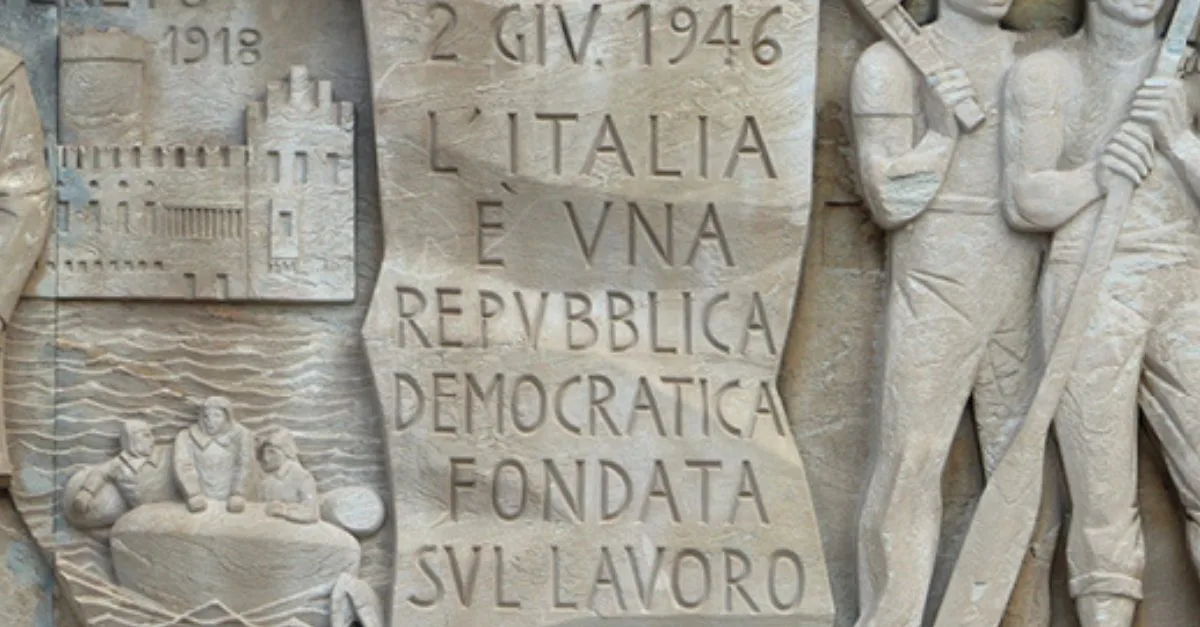 1918
2 GIV. 1946
L'ITALIA
È VNA
REPVBBLICA
DEMOCRATICA
FONDATA
SVL LAVORO